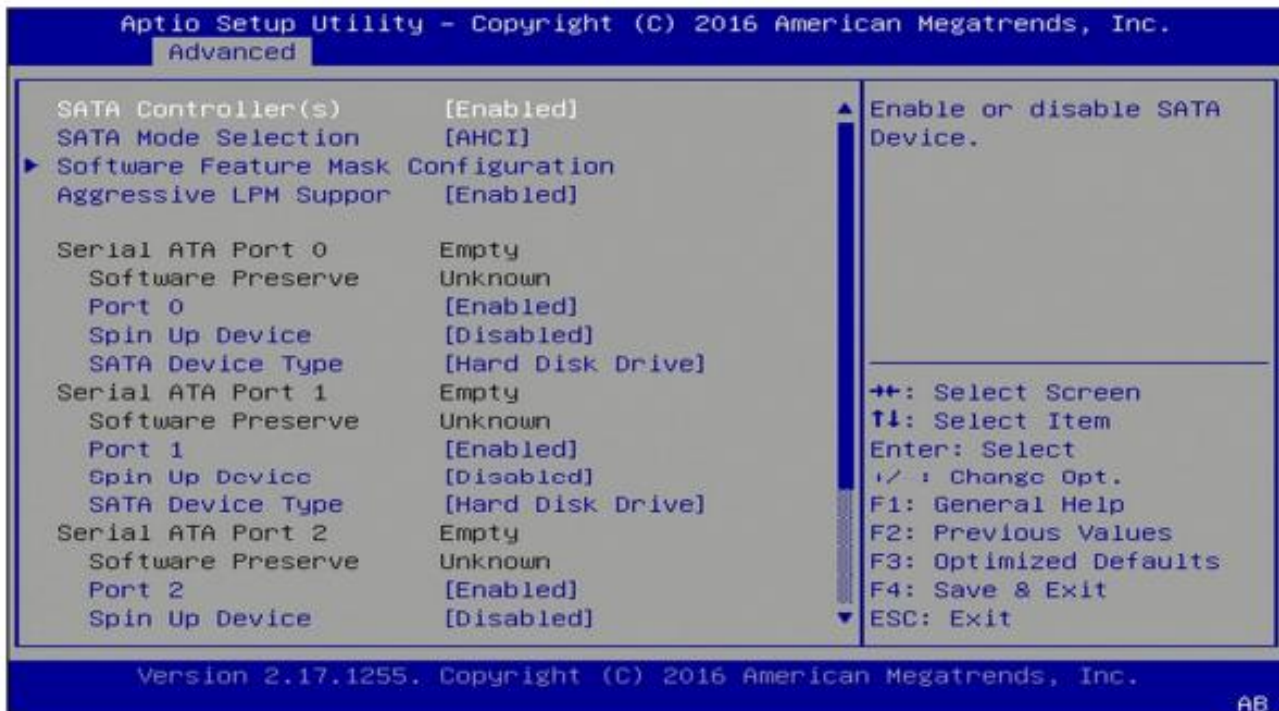 Aptio Setup Utility – Copyright (C) 2016 American Megatrends, Inc.
Advanced
SATA Controller(s) [Enabled]
SATA Mode Selection [AHCI]
Software Feature Mask Configuration
Aggressive LPM Suppor [Enabled]
Serial ATA Port 0 Empty
Software Preserve Unknown
Port 0 [Enabled]
Spin Up Device [Disabled]
SATA Device Type [Hard Disk Drive]
Serial ATA Port 1 Empty
Software Preserve Unknown
Port 1 [Enabled]
Spin Up Device [Disabled]
SATA Device Type [Hard Disk Drive]
Serial ATA Port 2 Empty
Software Preserve Unknown
Port 2 [Enabled]
Spin Up Device [Disabled]
Enable or disable SATA
Device.
→←: Select Screen
↑↓: Select Item
Enter: Select
+/-: Change Opt.
F1: General Help
F2: Previous Values
F3: Optimized Defaults
F4: Save & Exit
ESC: Exit
Version 2.17.1255. Copyright (C) 2016 American Megatrends, Inc.
AB